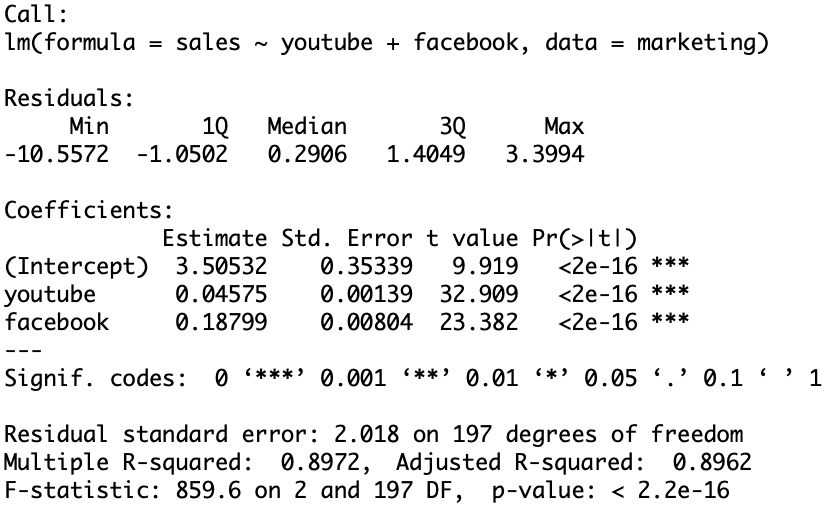 Call:
lm(formula = sales ~ youtube + facebook, data = marketing)

Residuals:
     Min       1Q   Median       3Q      Max
-10.5572  -1.0502   0.2906   1.4049   3.3994

Coefficients:
            Estimate Std. Error t value Pr(>|t|)
(Intercept)  3.50532    0.35339   9.919   <2e-16 ***
youtube      0.04575    0.00139  32.909   <2e-16 ***
facebook     0.18799    0.00804  23.382   <2e-16 ***
---
Signif. codes:  0 ‘***’ 0.001 ‘**’ 0.01 ‘*’ 0.05 ‘.’ 0.1 ‘ ’ 1

Residual standard error: 2.018 on 197 degrees of freedom
Multiple R-squared:  0.8972,	Adjusted R-squared:  0.8962
F-statistic: 859.6 on 2 and 197 DF,  p-value: < 2.2e-16